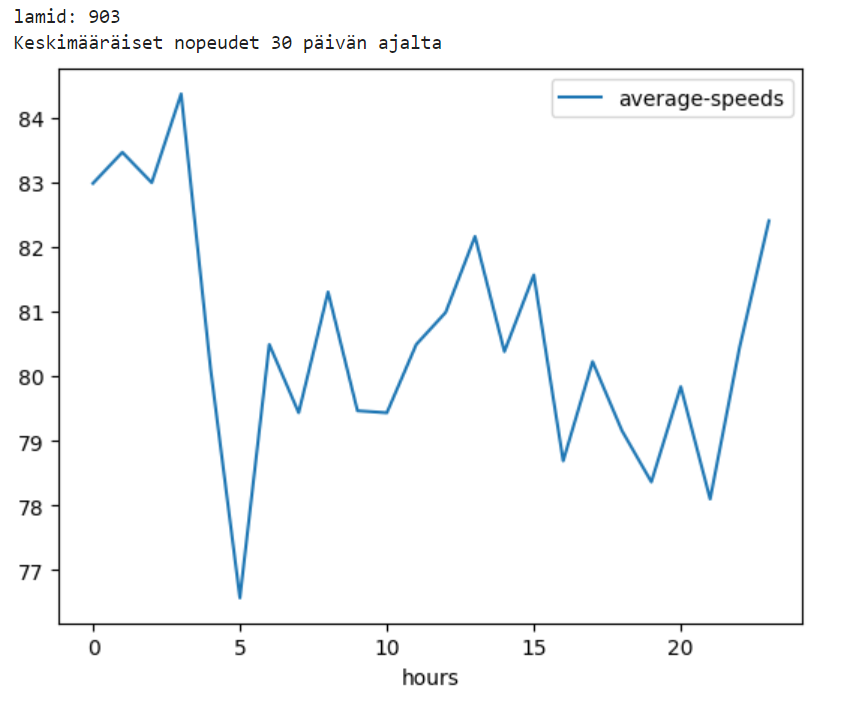 lamid: 903
Keskimääräiset nopeudet 30 päivän ajalta
average-speeds
84
83
82
81
80
79
78
77
0 5 10 15 20
hours